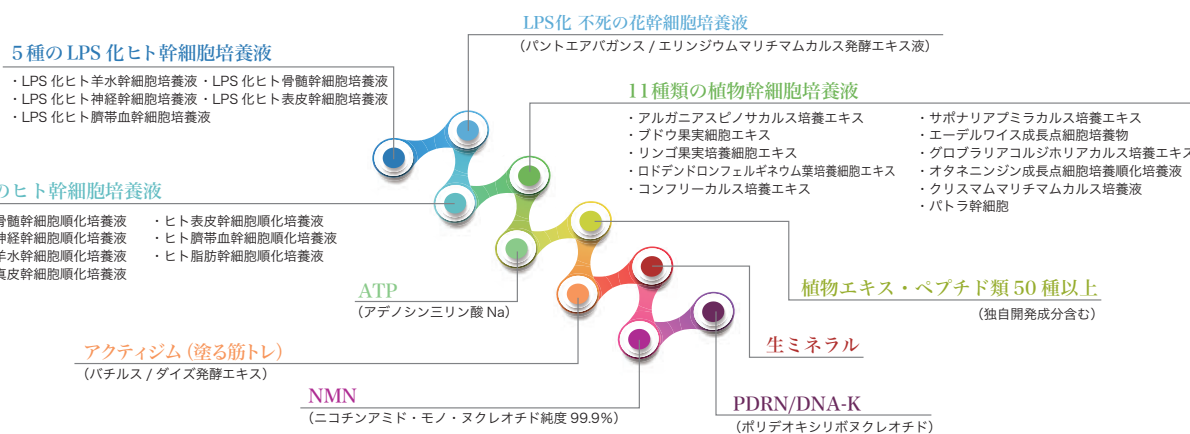 LPS化 不死の花幹細胞培養液
(パントエアバガンス / エリンジウムマリチマムカルス発酵エキス液)
5種のLPS 化ヒト幹細胞培養液
・LPS 化ヒト羊水幹細胞培養液・LPS 化ヒト骨髄幹細胞培養液
・LPS 化ヒト神経幹細胞培養液・LPS 化ヒト表皮幹細胞培養液
・LPS 化ヒト臍帯血幹細胞培養液
11種類の植物幹細胞培養液
・アルガニアスピノサカルス培養エキス
・ブドウ果実細胞エキス
・リンゴ果実培養細胞エキス
・ロドデンドロンフェルギネウム葉培養細胞エキス
・コンフリーカルス培養エキス
・サポナリアプミラカルス培養エキス
・エーデルワイス成長点細胞培養物
・グロブラリアコルジホリアカルス培養エキス
・オタネニンジン成長点細胞培養順化培養液
・クリスマムマリチマムカルス培養液
・パトラ幹細胞
のヒト幹細胞培養液
骨髄幹細胞順化培養液 ・ヒト表皮幹細胞順化培養液
神経幹細胞順化培養液 ・ヒト臍帯血幹細胞順化培養液
羊水幹細胞順化培養液 ・ヒト脂肪幹細胞順化培養液
真皮幹細胞順化培養液
ATP
(アデノシン三リン酸 Na)
植物エキス・ペプチド類 50 種以上
(独自開発成分含む)
アクティジム (塗る筋トレ)
(バチルス / ダイズ発酵エキス)
生ミネラル
NMN
(ニコチンアミド・モノ・ヌクレオチド純度 99.9%)
PDRN/DNA-K
(ポリデオキシリボヌクレオチド)